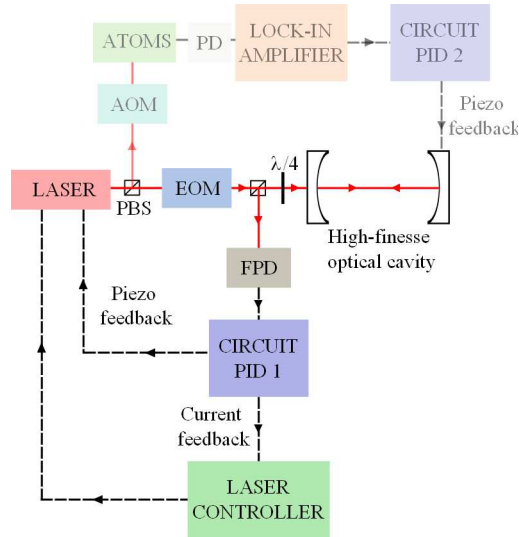 ATOMS
PD
LOCK-IN
AMPLIFIER
CIRCUIT
PID 2
AOM
Piezo
feedback
λ/4
LASER
PBS
EOM
High-finesse
optical cavity
FPD
Piezo
feedback
CIRCUIT
PID 1
Current
feedback
LASER
CONTROLLER